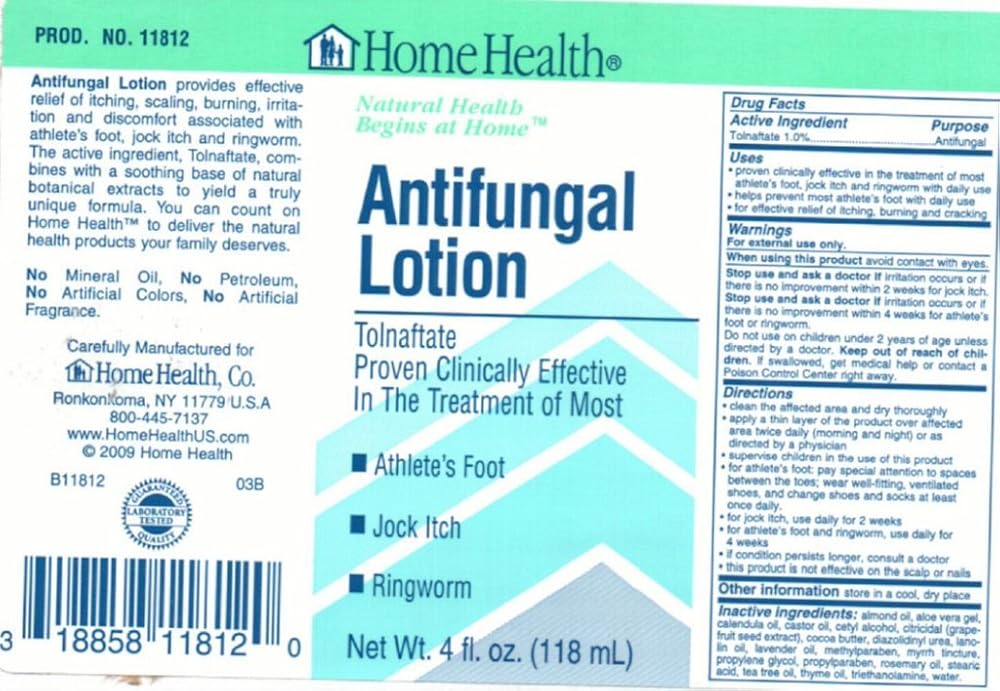 PROD. NO. 11812
HomeHealth®
Antifungal Lotion provides effective
relief of itching, scaling, burning, irrita-
tion and discomfort associated with
athlete's foot, jock itch and ringworm.
The active ingredient, Tolnaftate, com-
bines with a soothing base of natural
botanical extracts to yield a truly
unique formula. You can count on
Home Health™ to deliver the natural
health products your family deserves.
No Mineral Oil, No Petroleum,
No Artificial Colors, No Artificial
Fragrance.
Carefully Manufactured for
HomeHealth, Co.
Ronkonkoma, NY 11779 U.S.A
800-445-7137
www.HomeHealthUS.com
© 2009 Home Health
B11812 03B
GUARANTEED
LABORATORY
TESTED
QUALITY
3 18858 11812 0
Natural Health
Begins at Home™
Antifungal
Lotion
Tolnaftate
Proven Clinically Effective
In The Treatment of Most
■ Athlete's Foot
■ Jock Itch
■ Ringworm
Net Wt. 4 fl. oz. (118 mL)
Drug Facts
Active Ingredient Purpose
Tolnaftate 1.0%..............................Antifungal
Uses
• proven clinically effective in the treatment of most
athlete's foot, jock itch and ringworm with daily use
• helps prevent most athlete's foot with daily use
• for effective relief of itching, burning and cracking
Warnings
For external use only.
When using this product avoid contact with eyes.
Stop use and ask a doctor if irritation occurs or if
there is no improvement within 2 weeks for jock itch.
Stop use and ask a doctor if irritation occurs or if
there is no improvement within 4 weeks for athlete's
foot or ringworm.
Do not use on children under 2 years of age unless
directed by a doctor. Keep out of reach of chil-
dren. If swallowed, get medical help or contact a
Poison Control Center right away.
Directions
• clean the affected area and dry thoroughly
• apply a thin layer of the product over affected
area twice daily (morning and night) or as
directed by a physician
• supervise children in the use of this product
• for athlete's foot: pay special attention to spaces
between the toes; wear well-fitting, ventilated
shoes, and change shoes and socks at least
once daily.
• for jock itch, use daily for 2 weeks
• for athlete's foot and ringworm, use daily for
4 weeks
• if condition persists longer, consult a doctor
• this product is not effective on the scalp or nails
Other information store in a cool, dry place
Inactive ingredients: almond oil, aloe vera gel,
calendula oil, castor oil, cetyl alcohol, citricidal (grape-
fruit seed extract), cocoa butter, diazolidinyl urea, lano-
lin oil, lavender oil, methylparaben, myrrh tincture,
propylene glycol, propylparaben, rosemary oil, stearic
acid, tea tree oil, thyme oil, triethanolamine, water.